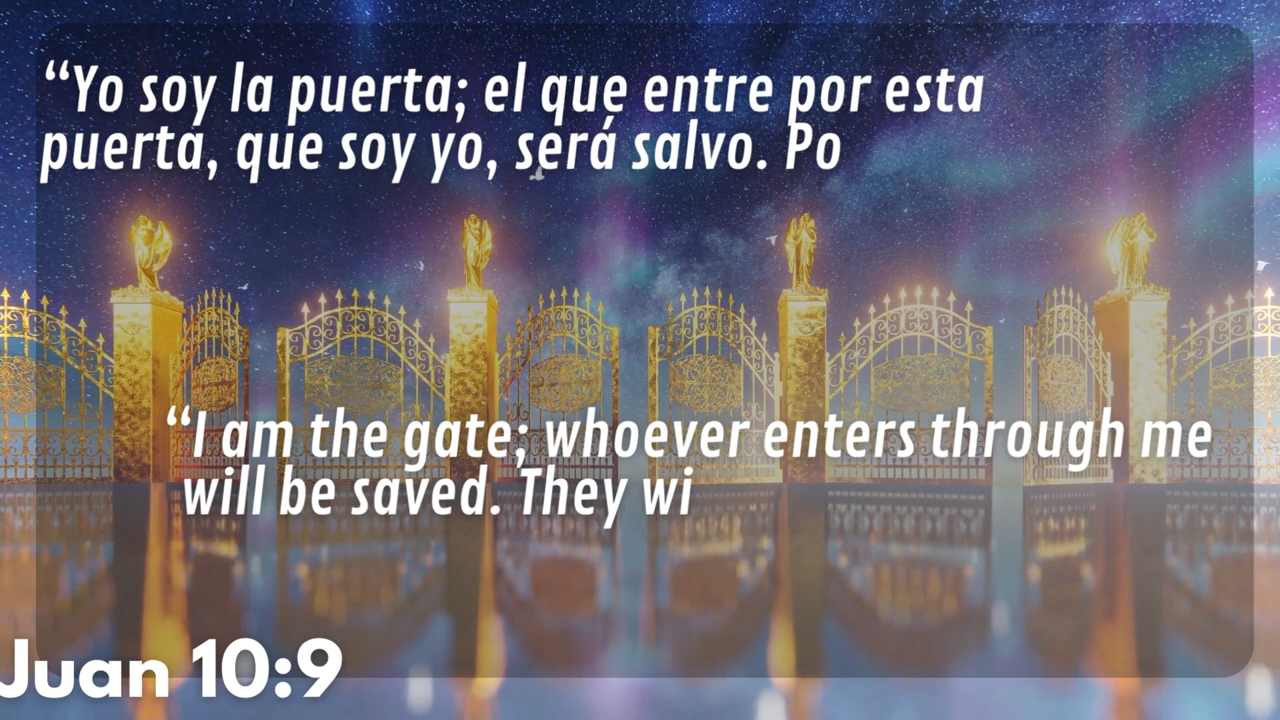 “Yo soy la puerta; el que entre por esta
puerta, que soy yo, será salvo. Po
“I am the gate; whoever enters through me
will be saved. They wi
Juan 10:9